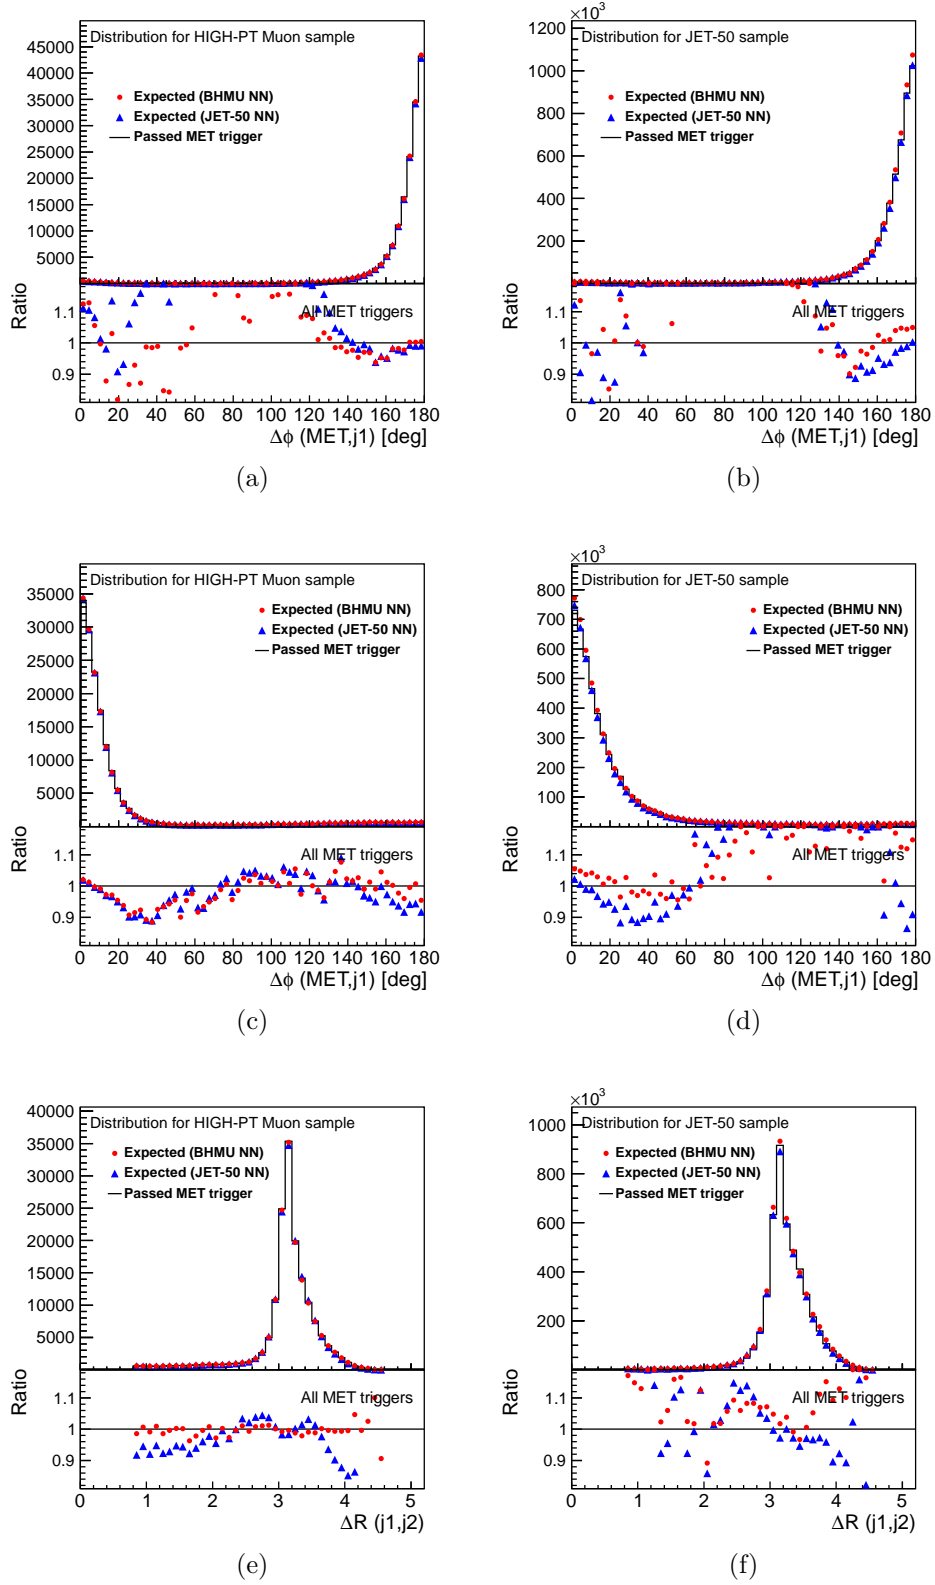 Distribution for HIGH-PT Muon sample
Expected (BHMU NN)
Expected (JET-50 NN)
Passed MET trigger
45000
40000
35000
30000
25000
20000
15000
10000
5000
Ratio
All MET triggers
1.1
1
0.9
0 20 40 60 80 100 120 140 160 180
Δϕ (MET,j1) [deg]
(a)
×10³
Distribution for JET-50 sample
Expected (BHMU NN)
Expected (JET-50 NN)
Passed MET trigger
1200
1000
800
600
400
200
Ratio
All MET triggers
1.1
1
0.9
0 20 40 60 80 100 120 140 160 180
Δϕ (MET,j1) [deg]
(b)
Distribution for HIGH-PT Muon sample
Expected (BHMU NN)
Expected (JET-50 NN)
Passed MET trigger
35000
30000
25000
20000
15000
10000
5000
Ratio
All MET triggers
1.1
1
0.9
0 20 40 60 80 100 120 140 160 180
Δϕ (MET,j1) [deg]
(c)
×10³
Distribution for JET-50 sample
Expected (BHMU NN)
Expected (JET-50 NN)
Passed MET trigger
800
700
600
500
400
300
200
100
Ratio
All MET triggers
1.1
1
0.9
0 20 40 60 80 100 120 140 160 180
Δϕ (MET,j1) [deg]
(d)
Distribution for HIGH-PT Muon sample
Expected (BHMU NN)
Expected (JET-50 NN)
Passed MET trigger
40000
35000
30000
25000
20000
15000
10000
5000
Ratio
All MET triggers
1.1
1
0.9
0 1 2 3 4 5
ΔR (j1,j2)
(e)
×10³
Distribution for JET-50 sample
Expected (BHMU NN)
Expected (JET-50 NN)
Passed MET trigger
1000
800
600
400
200
Ratio
All MET triggers
1.1
1
0.9
0 1 2 3 4 5
ΔR (j1,j2)
(f)